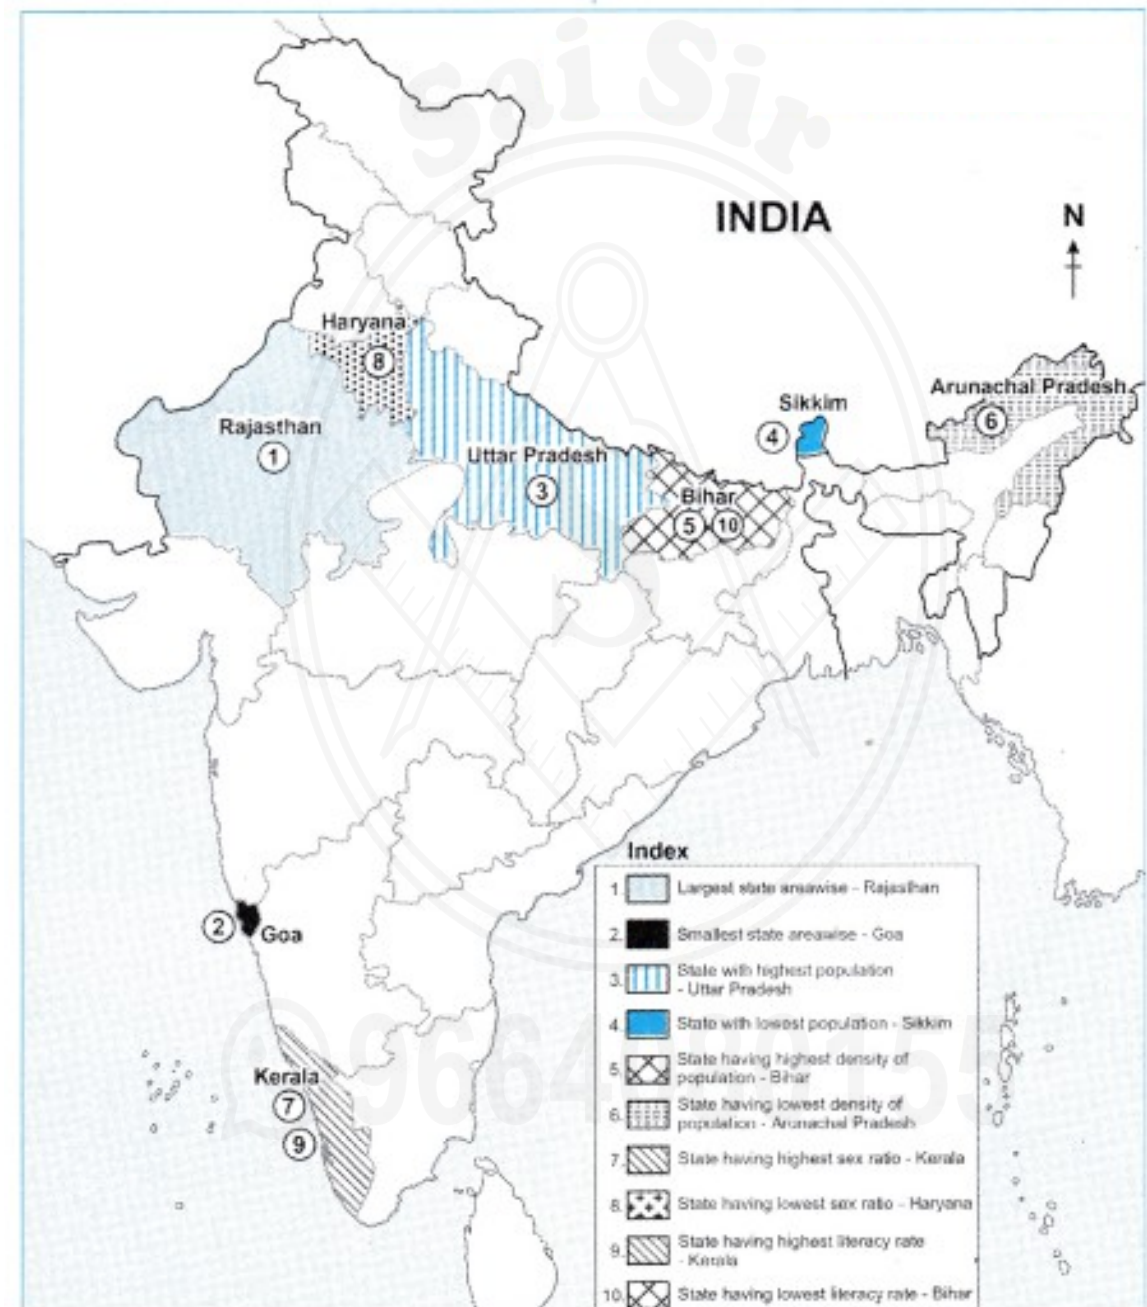 Sai Sir
INDIA
N
Haryana
8
Rajasthan
1
Uttar Pradesh
3
Sikkim
4
Arunachal Pradesh
6
Bihar
5 10
2
Goa
Kerala
7
9
Index
1 Largest state areawise - Rajasthan
2. Smallest state areawise - Goa
3. State with highest population
- Uttar Pradesh
4. State with lowest population - Sikkim
5. State having highest density of
population - Bihar
6. State having lowest density of
population - Arunachal Pradesh
7. State having highest sex ratio - Kerala
8. State having lowest sex ratio - Haryana
9. State having highest literacy rate
- Kerala
10. State having lowest literacy rate - Bihar